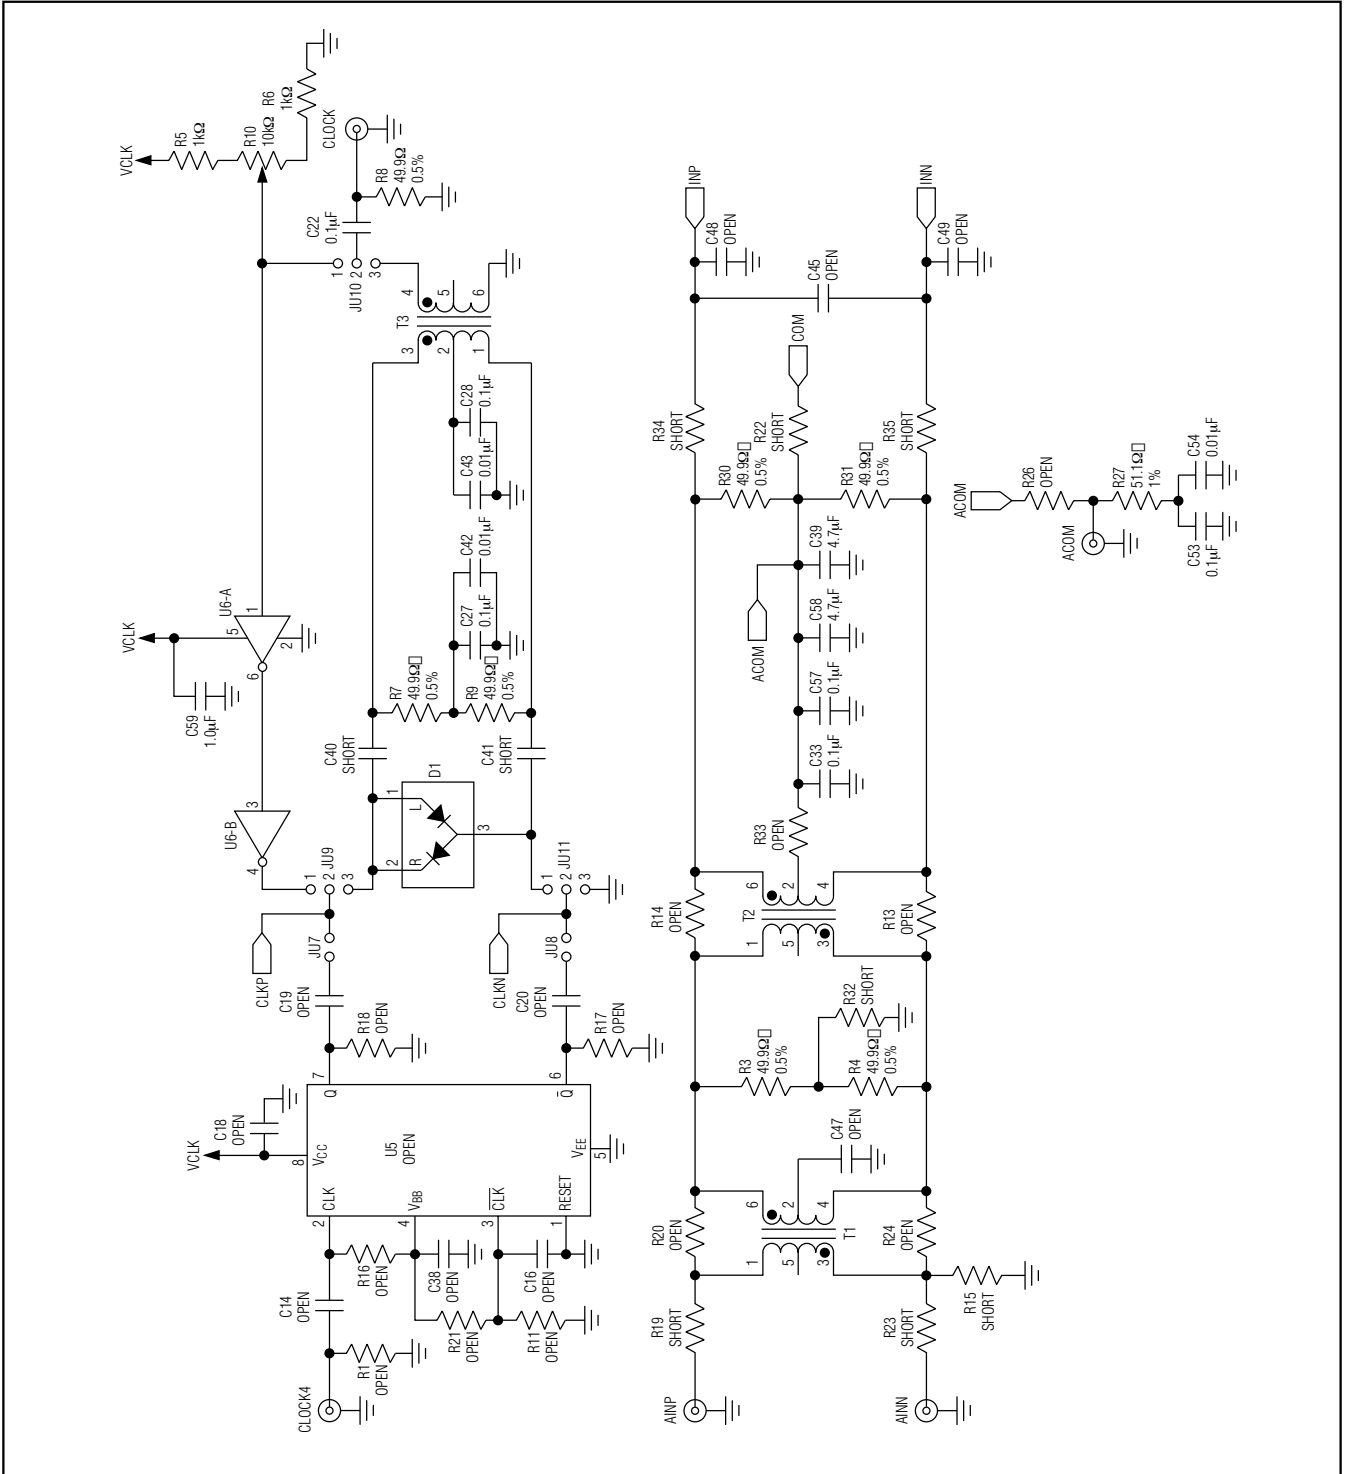 VCLK
R5
1kΩ
R10
10kΩ
R6
1kΩ
CLOCK
R8
49.9Ω
0.5%
C22
0.1µF
1
2
3
JU10
4
5
6
T3
3
2
1
C28
0.1µF
C43
0.01µF
C42
0.01µF
C27
0.1µF
R7
49.9Ω□
0.5%
R9
49.9Ω□
0.5%
VCLK
U6-A
1
5
2
6
C59
1.0µF
C40
SHORT
C41
SHORT
D1
1
L
2
R
3
U6-B
3
4
JU9
1
2
3
JU11
1
2
3
CLKP
JU7
CLKN
JU8
C19
OPEN
C20
OPEN
R18
OPEN
R17
OPEN
7
Q
6
Q̅
VCLK
C18
OPEN
8
VCC
U5
OPEN
VEE
5
2
CLK
4
VBB
3
C̅L̅K̅
1
RESET
R16
OPEN
C38
OPEN
C16
OPEN
C14
OPEN
R21
OPEN
R11
OPEN
R1
OPEN
CLOCK4
INP
C48
OPEN
INN
C49
OPEN
C45
OPEN
COM
R34
SHORT
R22
SHORT
R35
SHORT
R30
49.9Ω□
0.5%
R31
49.9Ω□
0.5%
ACOM
C39
4.7µF
C58
4.7µF
C57
0.1µF
C33
0.1µF
R33
OPEN
R14
OPEN
R13
OPEN
T2
6
2
4
1
5
3
R32
SHORT
R3
49.9Ω□
0.5%
R4
49.9Ω□
0.5%
C47
OPEN
R20
OPEN
R24
OPEN
T1
6
2
4
1
5
3
R15
SHORT
R19
SHORT
R23
SHORT
AINP
AINN
ACOM
R26
OPEN
ACOM
R27
51.1Ω□
1%
C54
0.01µF
C53
0.1µF